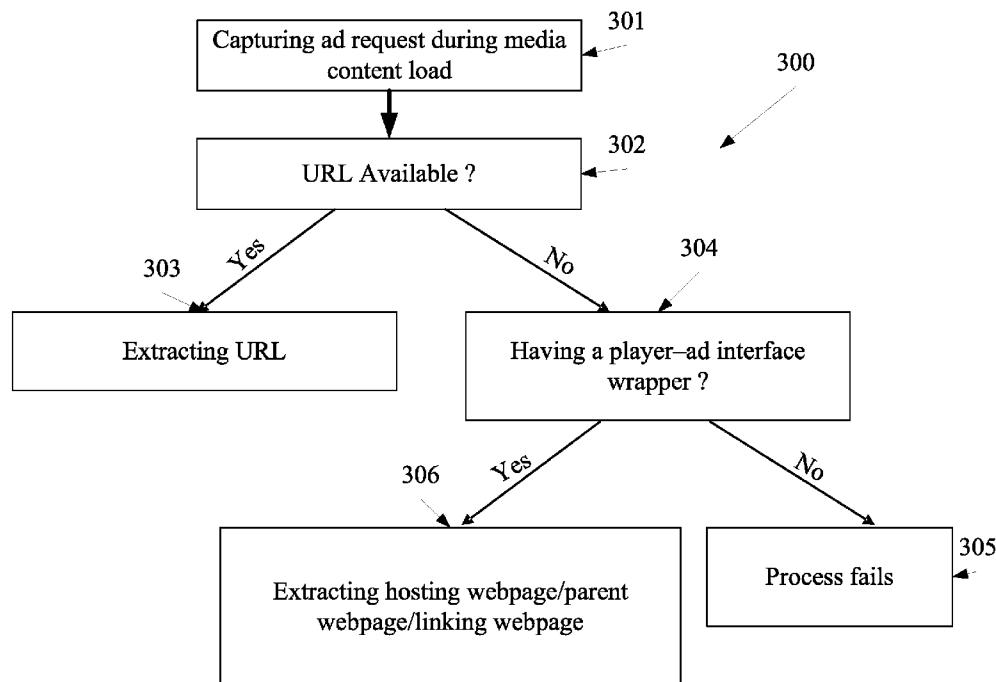 301
Capturing ad request during media
content load
300
302
URL Available ?
Yes
No
303
304
Extracting URL
Having a player–ad interface
wrapper ?
Yes
No
306
305
Extracting hosting webpage/parent
webpage/linking webpage
Process fails